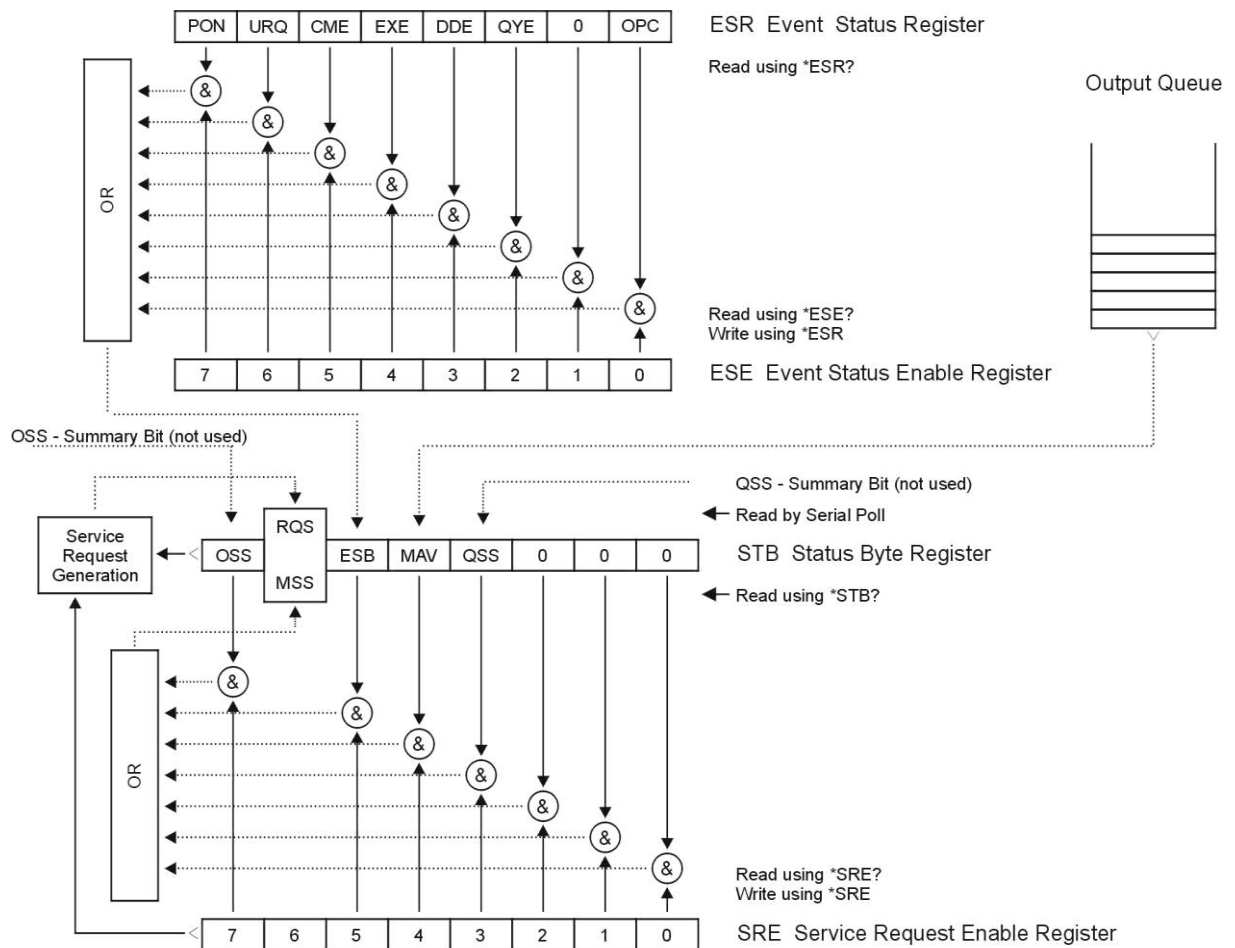 PON URQ CME EXE DDE QYE 0 OPC
ESR Event Status Register
Read using *ESR?
Output Queue
&
&
&
&
&
&
&
&
OR
Read using *ESE?
Write using *ESR
7 6 5 4 3 2 1 0
ESE Event Status Enable Register
OSS - Summary Bit (not used)
QSS - Summary Bit (not used)
Read by Serial Poll
Service
Request
Generation
RQS
OSS ESB MAV QSS 0 0 0
STB Status Byte Register
MSS
Read using *STB?
&
&
&
&
&
&
&
OR
Read using *SRE?
Write using *SRE
7 6 5 4 3 2 1 0
SRE Service Request Enable Register